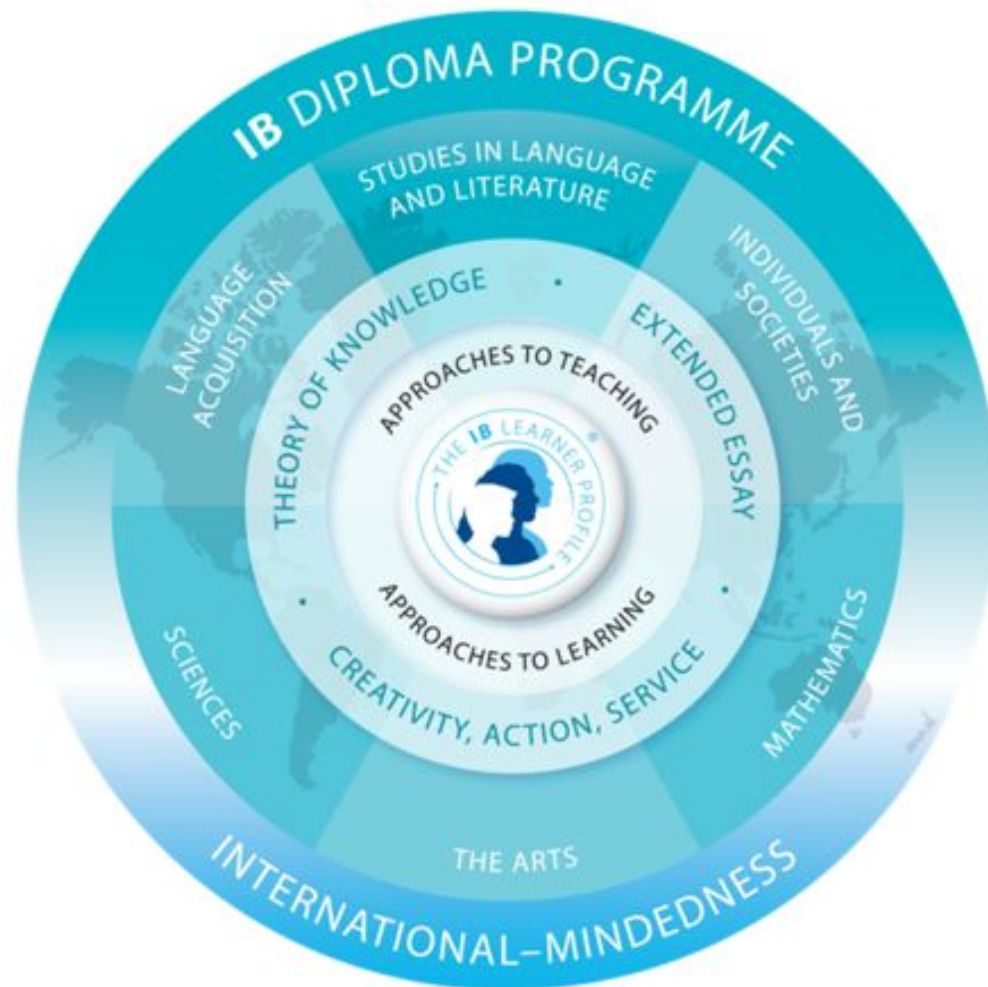 IB DIPLOMA PROGRAMME
STUDIES IN LANGUAGE
AND LITERATURE
LANGUAGE
ACQUISITION
INDIVIDUALS AND
SOCIETIES
THEORY OF KNOWLEDGE
·
EXTENDED ESSAY
APPROACHES TO TEACHING
THE IB LEARNER PROFILE ®
APPROACHES TO LEARNING
·
·
CREATIVITY, ACTION, SERVICE
SCIENCES
MATHEMATICS
THE ARTS
INTERNATIONAL–MINDEDNESS